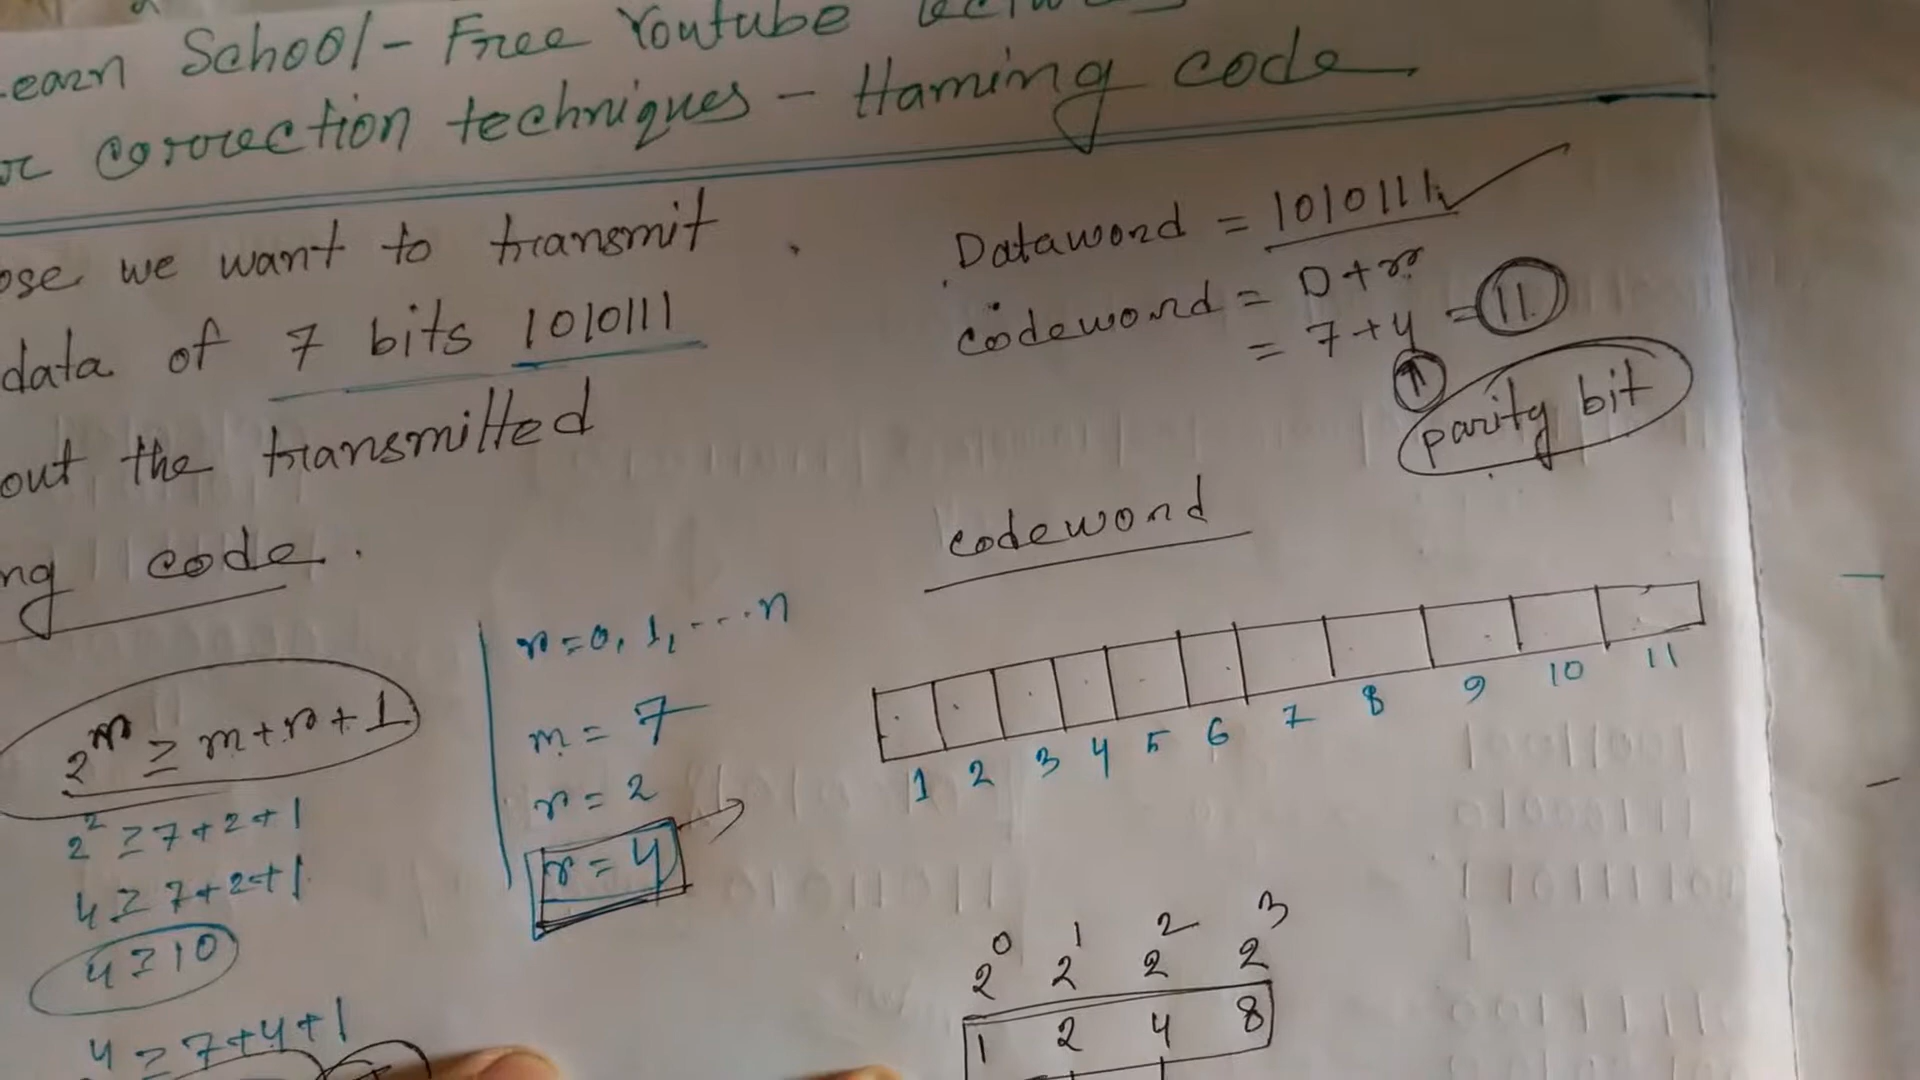 earn School - Free Youtube
correction techniques - Haming code
we want to transmit
data of 7 bits 1010111
out the transmitted
ng code.
2^r ≥ m+r+1
2^2 ≥ 7+2+1
4 ≥ 7+2+1
4 ≥ 10
4 ≥ 7+4+1
r = 0, 1, ... n
m = 7
r = 2
r = 4
Dataword = 1010111
codeword = D+r
= 7+4 = 11
parity bit
codeword
1 2 3 4 5 6 7 8 9 10 11
2^0 2^1 2^2 2^3
1 2 4 8